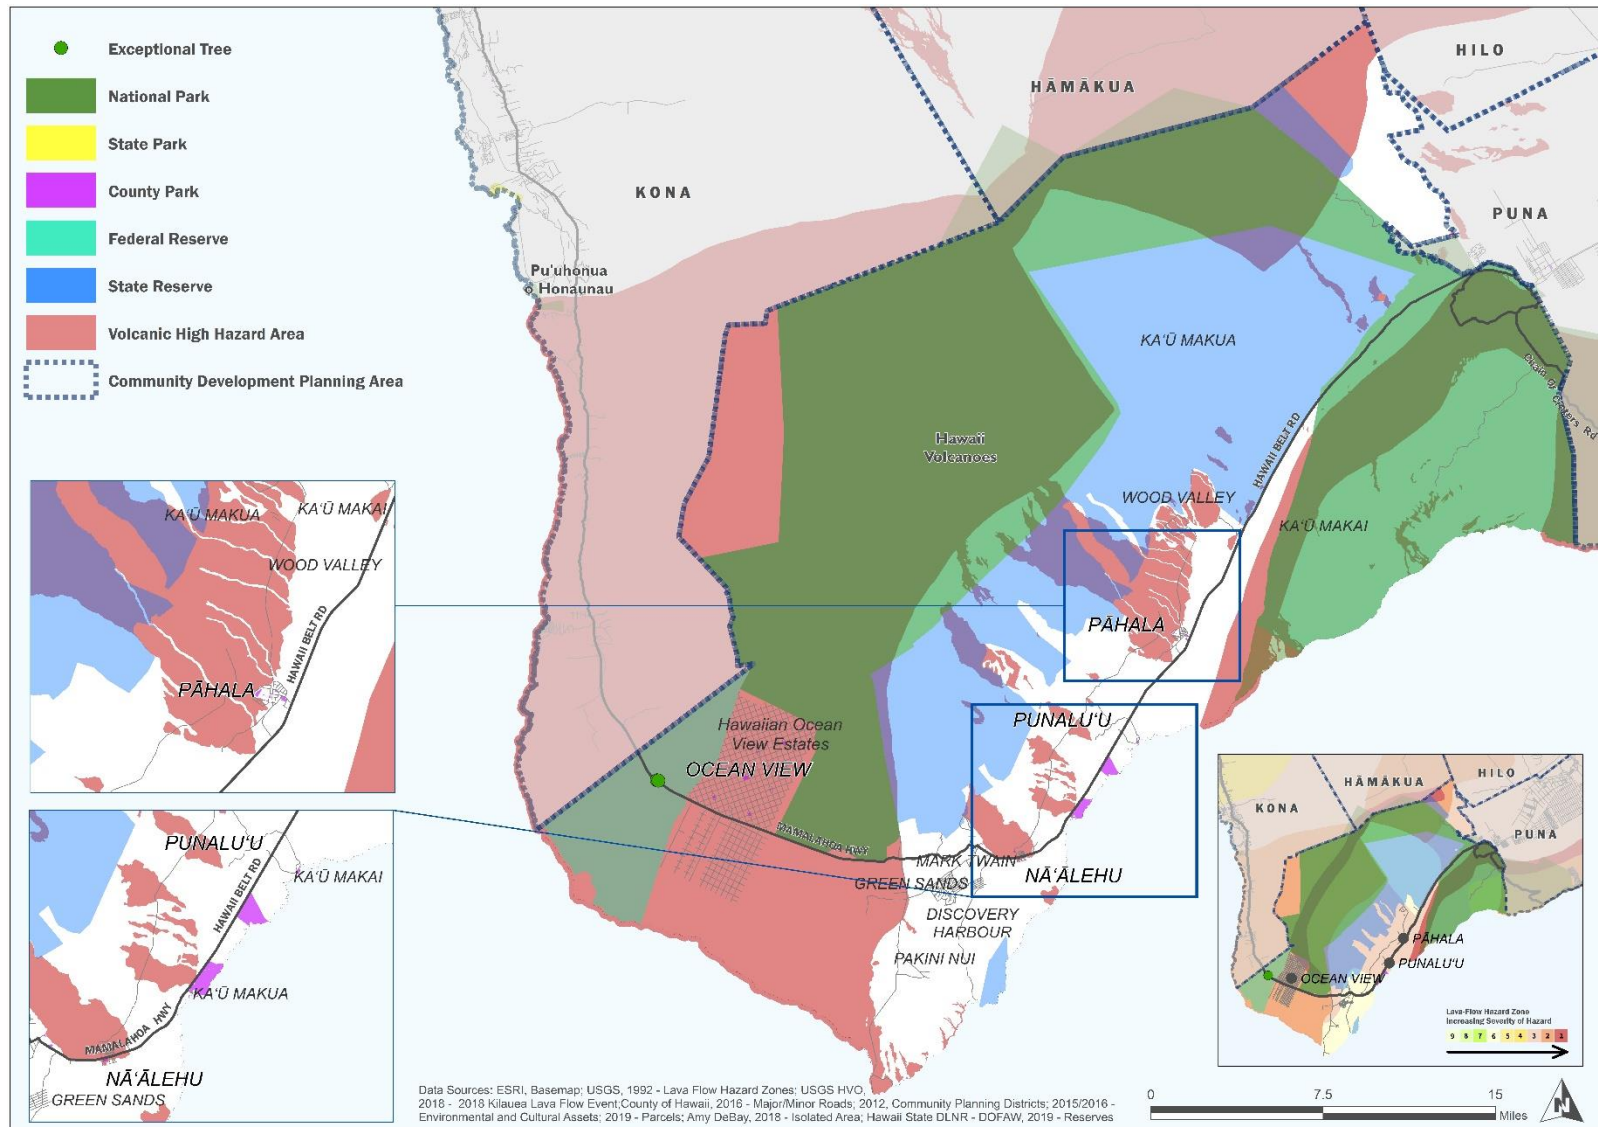 Exceptional Tree
National Park
State Park
County Park
Federal Reserve
State Reserve
Volcanic High Hazard Area
Community Development Planning Area
HILO
HĀMĀKUA
KONA
PUNA
Pu'uhonua
Honaunau
KA'Ū MAKUA
Chain of Craters Rd
HAWAII BELT RD
Hawaii
Volcanoes
WOOD VALLEY
KA'Ū MAKAI
PĀHALA
PUNALU'U
Hawaiian Ocean
View Estates
OCEAN VIEW
MAMALAHOA HWY
MARK TWAIN
GREEN SANDS
NĀ'ĀLEHU
DISCOVERY
HARBOUR
PAKINI NUI
KA'Ū MAKUA
KA'Ū MAKAI
WOOD VALLEY
HAWAII BELT RD
PĀHALA
PUNALU'U
HAWAII BELT RD
KA'Ū MAKAI
KA'Ū MAKUA
MAMALAHOA HWY
NĀ'ĀLEHU
GREEN SANDS
HILO
HĀMĀKUA
KONA
PUNA
PĀHALA
PUNALU'U
OCEAN VIEW
Lava-Flow Hazard Zone
Increasing Severity of Hazard
9 8 7 6 5 4 3 2 1
Data Sources: ESRI, Basemap; USGS, 1992 - Lava Flow Hazard Zones; USGS HVO,
2018 - 2018 Kilauea Lava Flow Event;County of Hawaii, 2016 - Major/Minor Roads; 2012, Community Planning Districts; 2015/2016 -
Environmental and Cultural Assets; 2019 - Parcels; Amy DeBay, 2018 - Isolated Area; Hawaii State DLNR - DOFAW, 2019 - Reserves
0 7.5 15
Miles
N